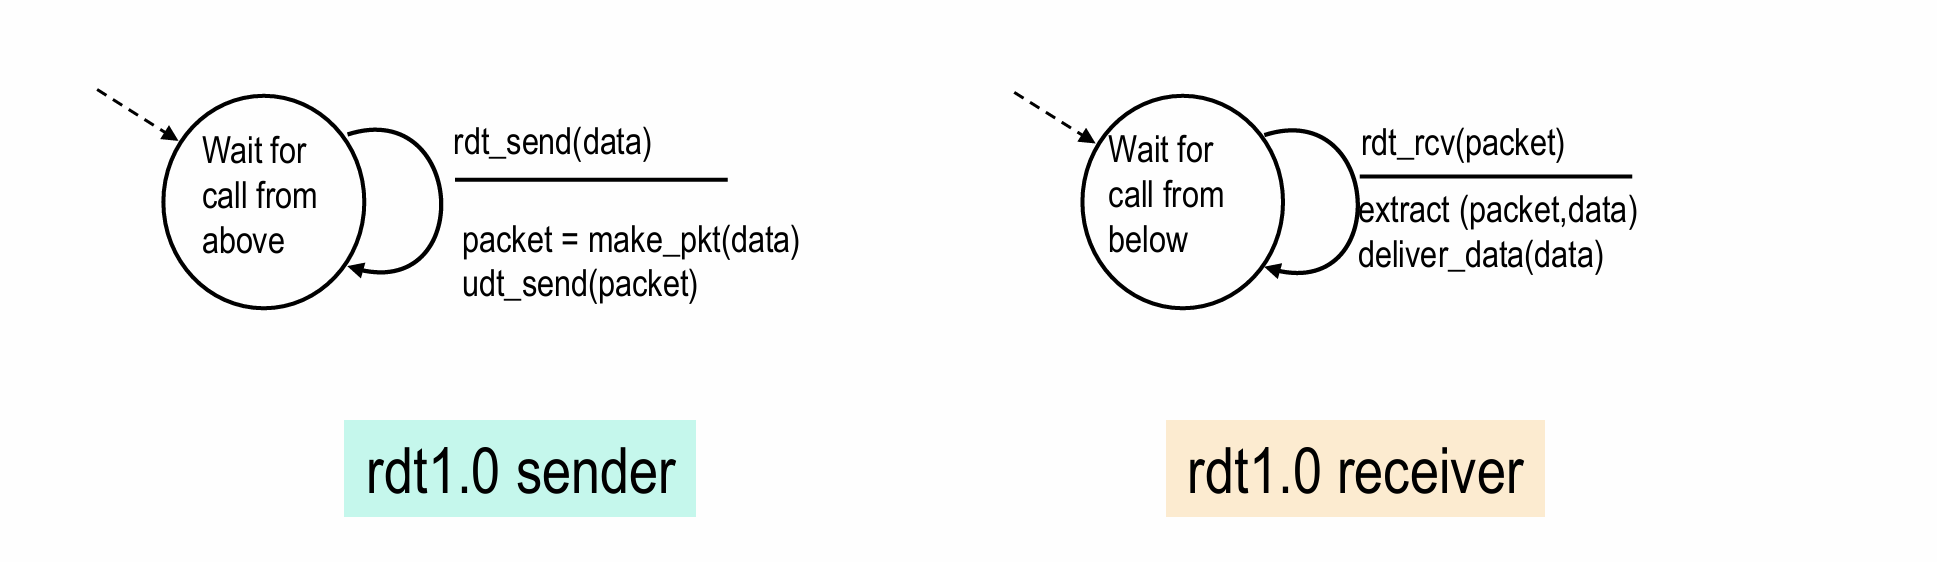 Wait for
call from
above
rdt_send(data)
packet = make_pkt(data)
udt_send(packet)
rdt1.0 sender
Wait for
call from
below
rdt_rcv(packet)
extract (packet,data)
deliver_data(data)
rdt1.0 receiver